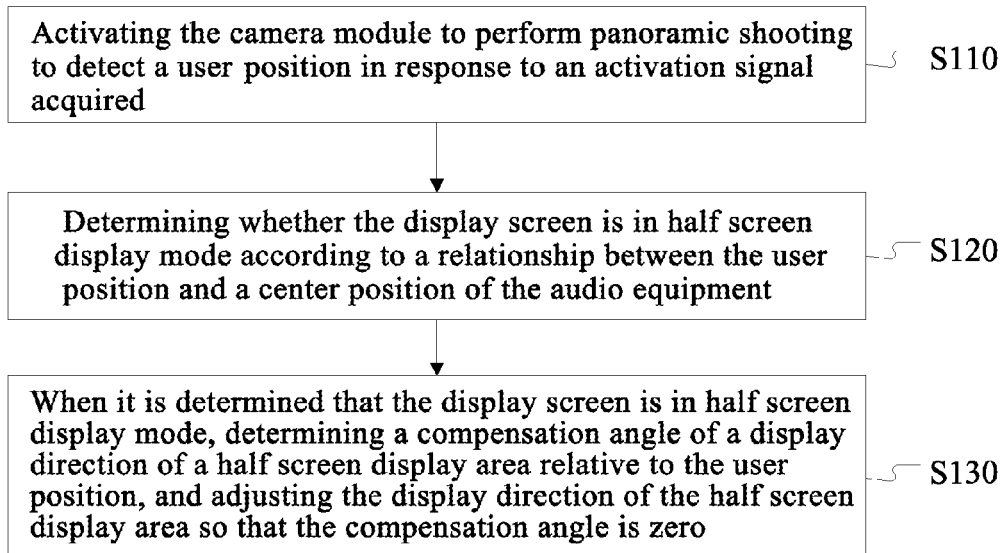 Activating the camera module to perform panoramic shooting
to detect a user position in response to an activation signal
acquired
S110
Determining whether the display screen is in half screen
display mode according to a relationship between the user
position and a center position of the audio equipment
S120
When it is determined that the display screen is in half screen
display mode, determining a compensation angle of a display
direction of a half screen display area relative to the user
position, and adjusting the display direction of the half screen
display area so that the compensation angle is zero
S130